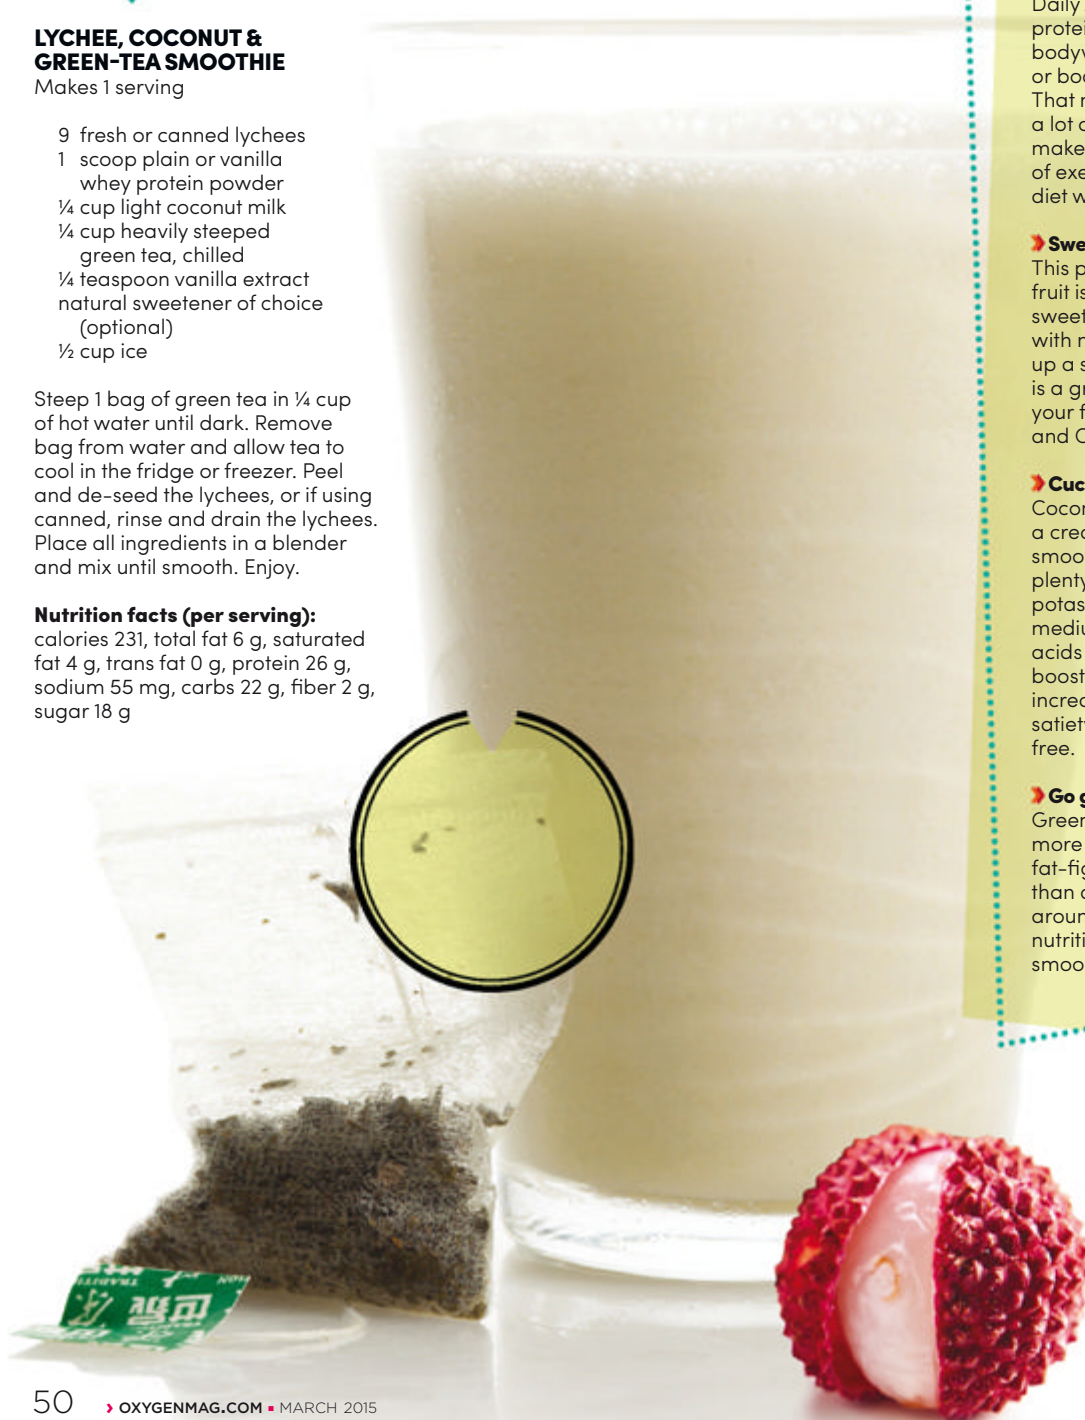 LYCHEE, COCONUT &
GREEN-TEA SMOOTHIE
Makes 1 serving
9 fresh or canned lychees
1 scoop plain or vanilla
whey protein powder
¼ cup light coconut milk
¼ cup heavily steeped
green tea, chilled
¼ teaspoon vanilla extract
natural sweetener of choice
(optional)
½ cup ice
Steep 1 bag of green tea in ¼ cup
of hot water until dark. Remove
bag from water and allow tea to
cool in the fridge or freezer. Peel
and de-seed the lychees, or if using
canned, rinse and drain the lychees.
Place all ingredients in a blender
and mix until smooth. Enjoy.
Nutrition facts (per serving):
calories 231, total fat 6 g, saturated
fat 4 g, trans fat 0 g, protein 26 g,
sodium 55 mg, carbs 22 g, fiber 2 g,
sugar 18 g
Daily
protei
bodyw
or boo
That r
a lot o
make
of exe
diet w
Swe
This p
fruit is
sweet
with r
up a s
is a gr
your f
and C
Cuc
Cocor
a crea
smoo
plenty
potas
mediu
acids
boost
increa
satiety
free.
Go g
Green
more
fat-fig
than a
aroun
nutriti
smoo
50 OXYGENMAG.COM ▪ MARCH 2015